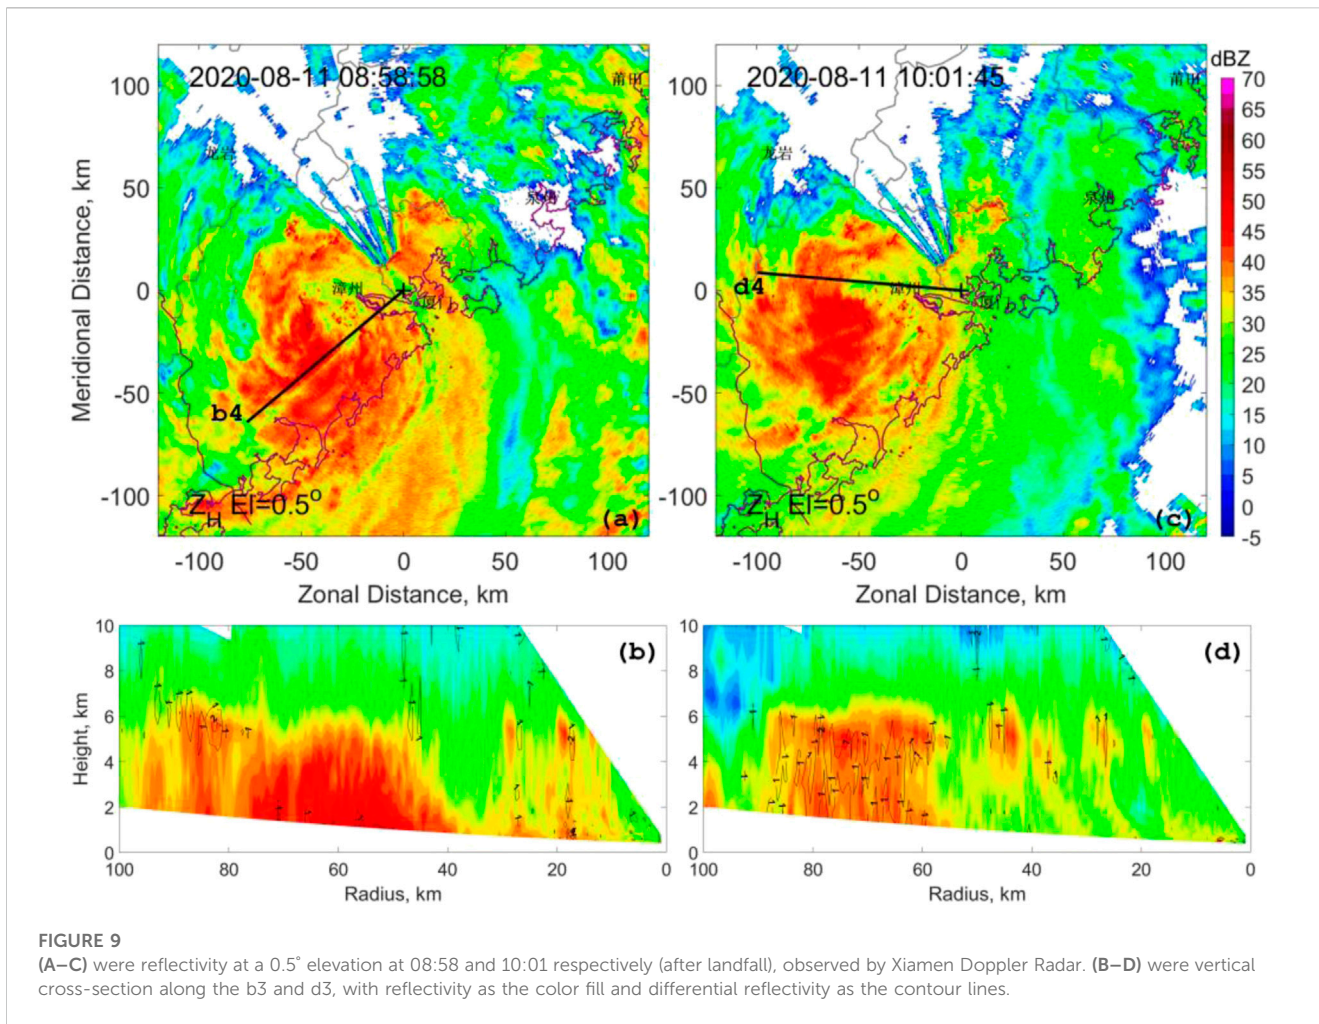 2020-08-11 08:58:58
莆田
龙岩
泉州
漳州
b4
Z_H El=0.5°
(a)
100
50
0
-50
-100
Meridional Distance, km
-100
-50
0
50
100
Zonal Distance, km
2020-08-11 10:01:45
莆田
龙岩
泉州
漳州
d4
Z_H El=0.5°
(c)
100
50
0
-50
-100
-100
-50
0
50
100
Zonal Distance, km
dBZ
70
65
60
55
50
45
40
35
30
25
20
15
10
5
0
-5
(b)
10
8
6
4
2
0
Height, km
100
80
60
40
20
0
Radius, km
(d)
10
8
6
4
2
0
100
80
60
40
20
0
Radius, km
FIGURE 9
(A–C) were reflectivity at a 0.5° elevation at 08:58 and 10:01 respectively (after landfall), observed by Xiamen Doppler Radar. (B–D) were vertical
cross-section along the b3 and d3, with reflectivity as the color fill and differential reflectivity as the contour lines.